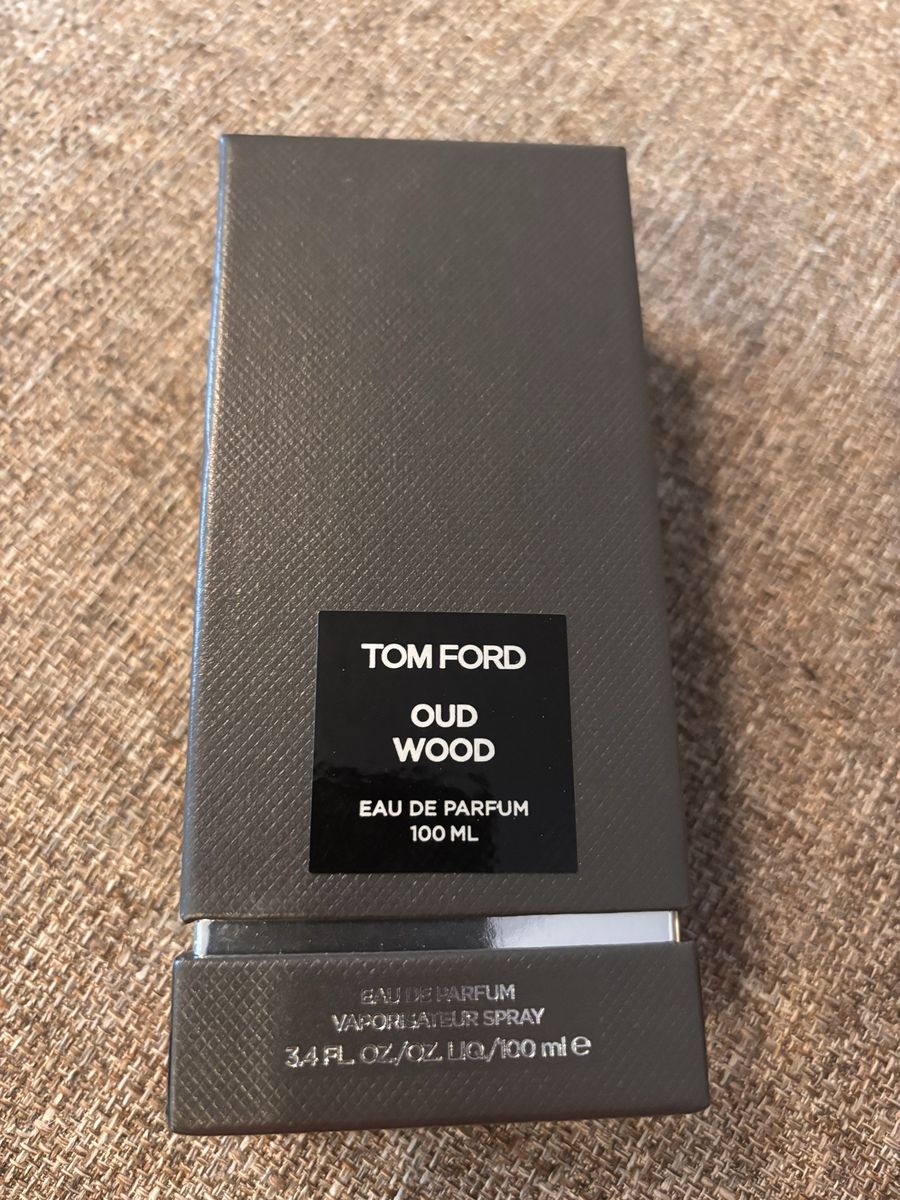 TOM FORD
OUD
WOOD
EAU DE PARFUM
100 ML
EAU DE PARFUM
VAPORISATEUR SPRAY
3.4 FL. OZ./OZ. LIQ./100 ml ℮